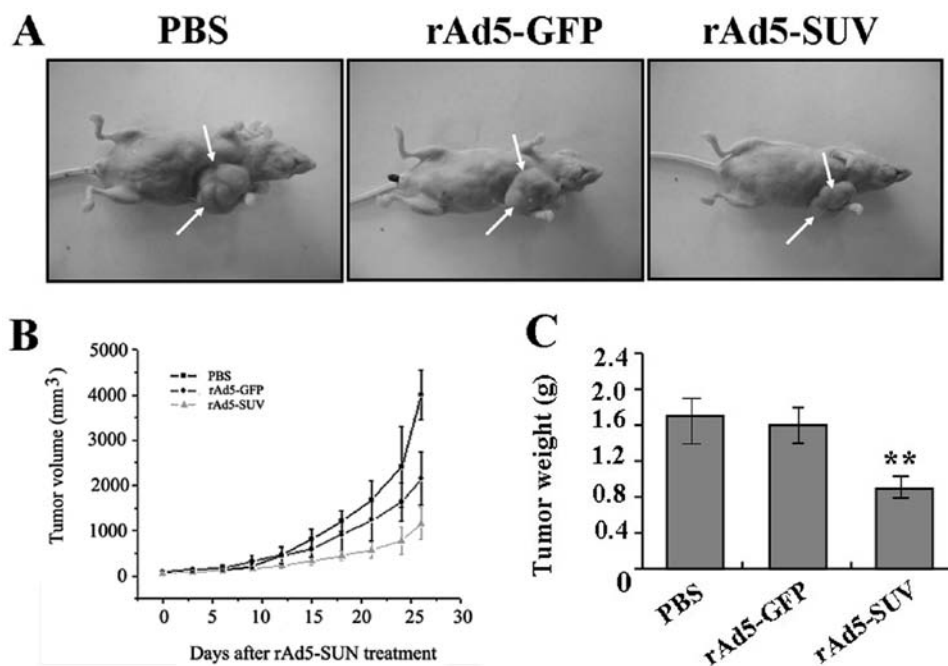 A
PBS
rAd5-GFP
rAd5-SUV
B
Tumor volume (mm3)
5000
4000
3000
2000
1000
0
PBS
rAd5-GFP
rAd5-SUV
0 5 10 15 20 25 30
Days after rAd5-SUN treatment
C
Tumor weight (g)
2.4
2.0
1.6
1.2
0.8
0.4
0
**
PBS
rAd5-GFP
rAd5-SUV